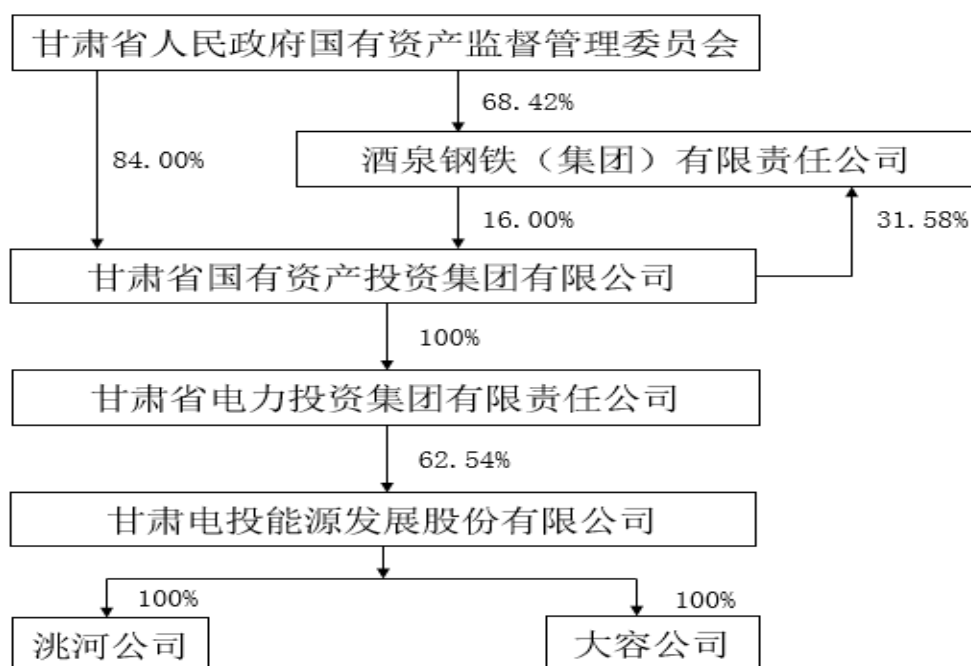 甘肃省人民政府国有资产监督管理委员会
68.42%
84.00%
酒泉钢铁（集团）有限责任公司
16.00%
31.58%
甘肃省国有资产投资集团有限公司
100%
甘肃省电力投资集团有限责任公司
62.54%
甘肃电投能源发展股份有限公司
100%
100%
洮河公司
大容公司